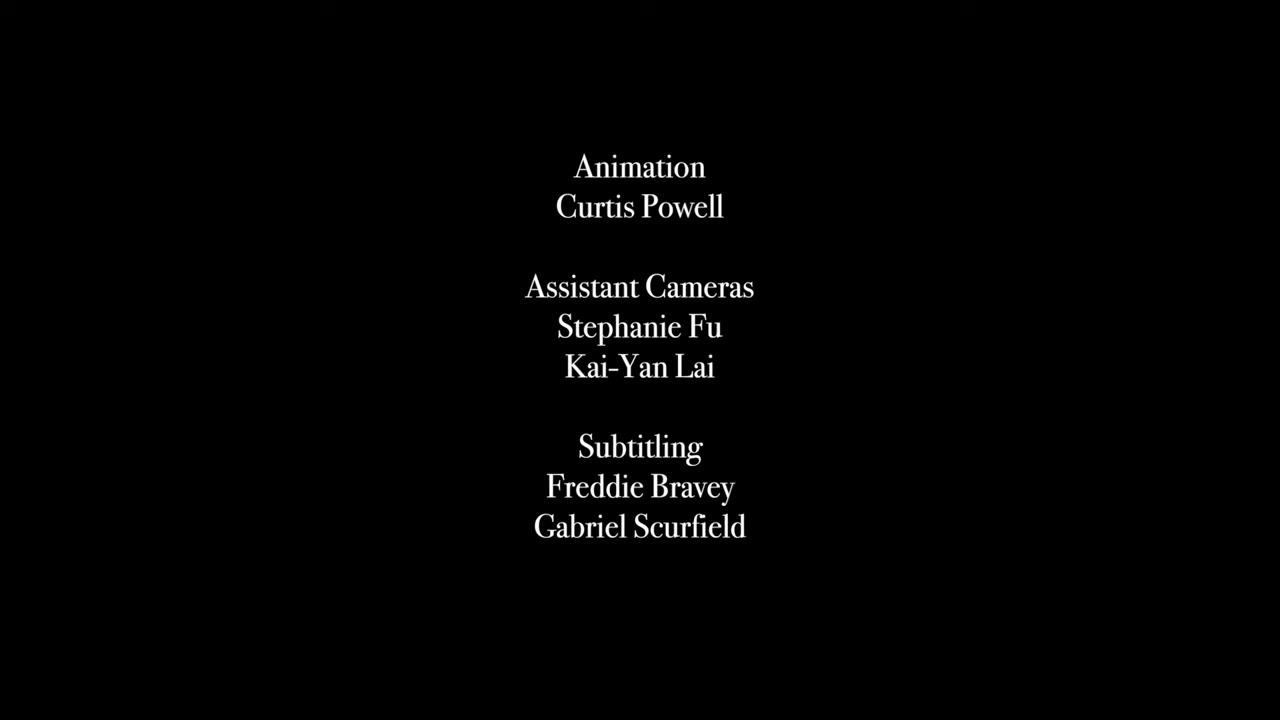 Animation
Curtis Powell
Assistant Cameras
Stephanie Fu
Kai-Yan Lai
Subtitling
Freddie Bravey
Gabriel Scurfield